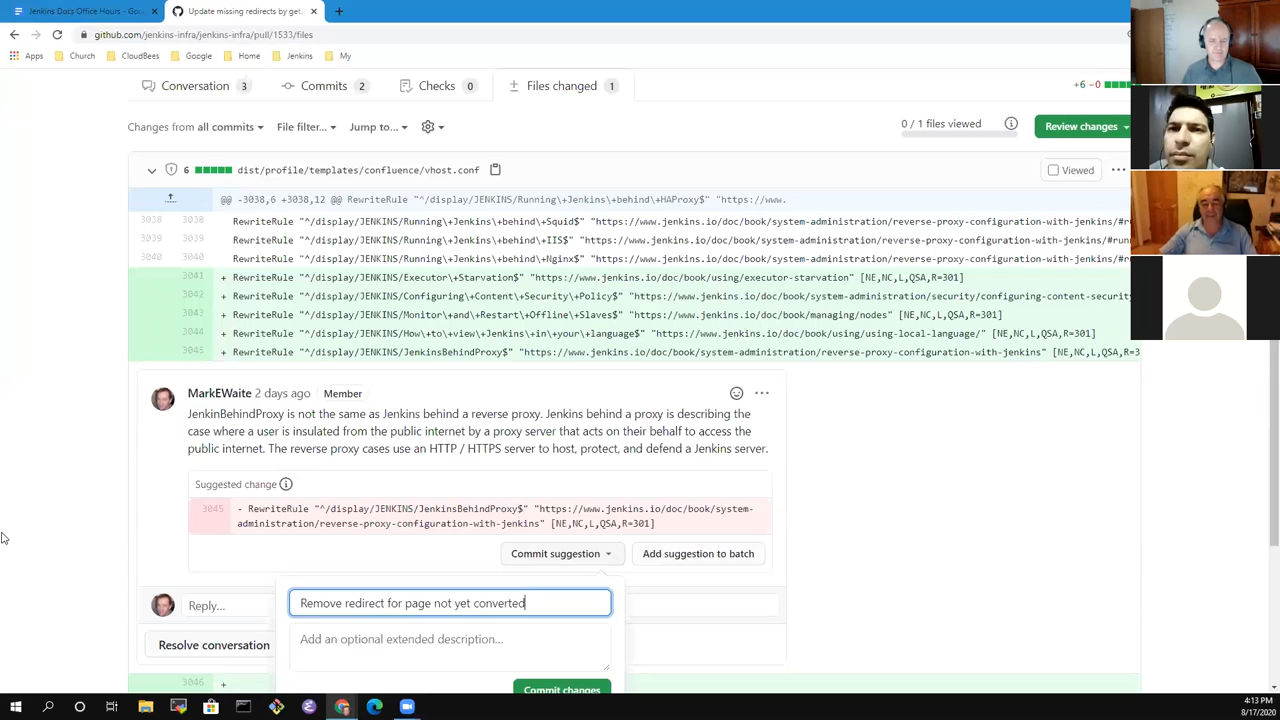 Jenkins Docs Office Hours - Goo
Update missing redirects by get
github.com/jenkins-infra/jenkins-infra/pull/1533/files
Apps
Church
CloudBees
Google
Home
Jenkins
My
Conversation 3
Commits 2
Checks 0
Files changed 1
+6 −0
Changes from all commits
File filter...
Jump to...
0 / 1 files viewed
Review changes
6
dist/profile/templates/confluence/vhost.conf
Viewed
@@ -3038,6 +3038,12 @@ RewriteRule "^/display/JENKINS/Running\+Jenkins\+behind\+HAProxy$" "https://www.
3038 3038 RewriteRule "^/display/JENKINS/Running\+Jenkins\+behind\+Squid$" "https://www.jenkins.io/doc/book/system-administration/reverse-proxy-configuration-with-jenkins/#run
3039 3039 RewriteRule "^/display/JENKINS/Running\+Jenkins\+behind\+IIS$" "https://www.jenkins.io/doc/book/system-administration/reverse-proxy-configuration-with-jenkins/#runn
3040 3040 RewriteRule "^/display/JENKINS/Running\+Jenkins\+behind\+Nginx$" "https://www.jenkins.io/doc/book/system-administration/reverse-proxy-configuration-with-jenkins/#ru
3041 + RewriteRule "^/display/JENKINS/Executor\+Starvation$" "https://www.jenkins.io/doc/book/using/executor-starvation" [NE,NC,L,QSA,R=301]
3042 + RewriteRule "^/display/JENKINS/Configuring\+Content\+Security\+Policy$" "https://www.jenkins.io/doc/book/system-administration/security/configuring-content-securit
3043 + RewriteRule "^/display/JENKINS/Monitor\+and\+Restart\+Offline\+Slaves$" "https://www.jenkins.io/doc/book/managing/nodes" [NE,NC,L,QSA,R=301]
3044 + RewriteRule "^/display/JENKINS/How\+to\+view\+Jenkins\+in\+your\+language$" "https://www.jenkins.io/doc/book/using/using-local-language/" [NE,NC,L,QSA,R=301]
3045 + RewriteRule "^/display/JENKINS/JenkinsBehindProxy$" "https://www.jenkins.io/doc/book/system-administration/reverse-proxy-configuration-with-jenkins" [NE,NC,L,QSA,R=3
MarkEWaite 2 days ago Member
JenkinBehindProxy is not the same as Jenkins behind a reverse proxy. Jenkins behind a proxy is describing the
case where a user is insulated from the public internet by a proxy server that acts on their behalf to access the
public internet. The reverse proxy cases use an HTTP / HTTPS server to host, protect, and defend a Jenkins server.
Suggested change
3045 - RewriteRule "^/display/JENKINS/JenkinsBehindProxy$" "https://www.jenkins.io/doc/book/system-
administration/reverse-proxy-configuration-with-jenkins" [NE,NC,L,QSA,R=301]
Commit suggestion
Add suggestion to batch
Remove redirect for page not yet converted
Reply...
Add an optional extended description...
Resolve conversation
3046 +
Commit changes
4:13 PM
8/17/2020